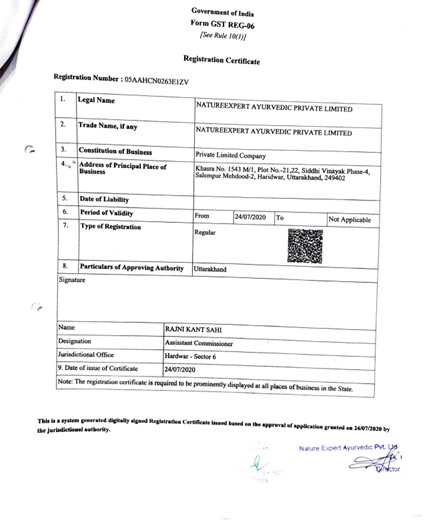 Government of India
Form GST REG-06
[See Rule 10(1)]
Registration Certificate
Registration Number : 05AAHCN0263E1ZV
1. Legal Name NATUREEXPERT AYURVEDIC PRIVATE LIMITED
2. Trade Name, if any NATUREEXPERT AYURVEDIC PRIVATE LIMITED
3. Constitution of Business Private Limited Company
4. Address of Principal Place of Business Khasra No. 1543 M/1, Plot No.-21,22, Siddhi Vinayak Phase-4,
Salempur Mehdood-2, Haridwar, Uttarakhand, 249402
5. Date of Liability
6. Period of Validity From 24/07/2020 To Not Applicable
7. Type of Registration Regular
8. Particulars of Approving Authority Uttarakhand
Signature
Name RAJNI KANT SAHI
Designation Assistant Commissioner
Jurisdictional Office Hardwar - Sector 6
9. Date of issue of Certificate 24/07/2020
Note: The registration certificate is required to be prominently displayed at all places of business in the State.
This is a system generated digitally signed Registration Certificate issued based on the approval of application granted on 24/07/2020 by
the jurisdictional authority.
Nature Expert Ayurvedic Pvt. Ltd
Director